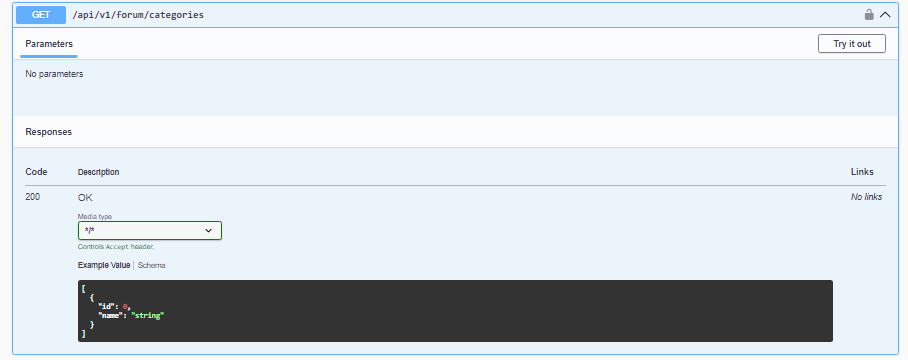 GET /api/v1/forum/categories
Parameters Try it out
No parameters
Responses
Code Description Links
200 OK No links
Media type
*/*
Controls Accept header.
Example Value | Schema
[
{
"id": 0,
"name": "string"
}
]